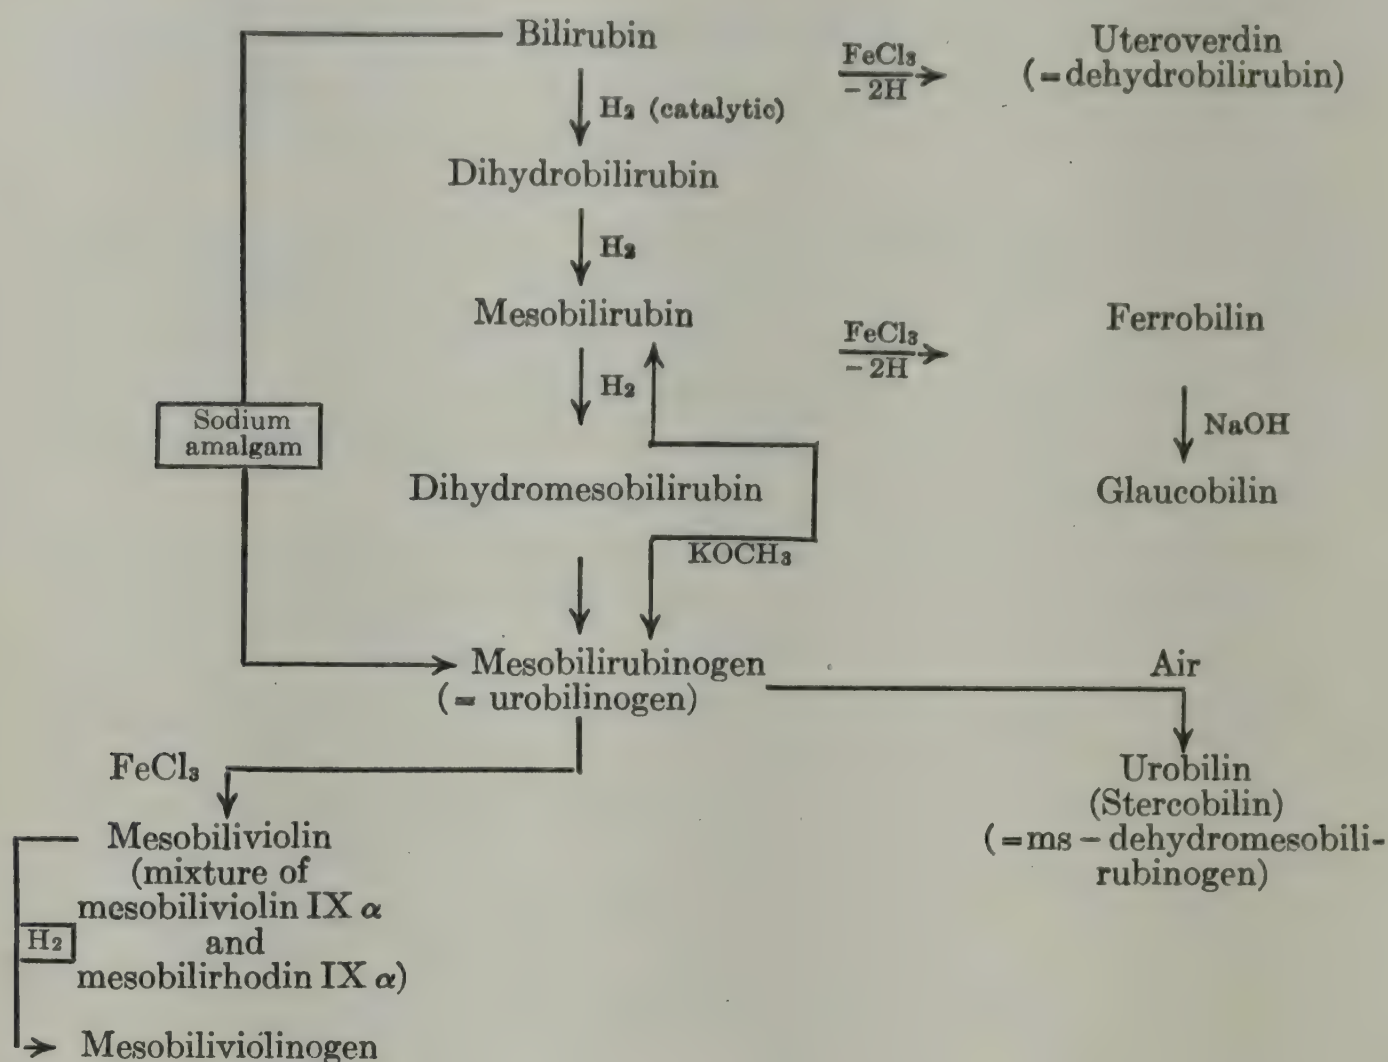 Bilirubin
FeCl₃
− 2H
Uteroverdin
(=dehydrobilirubin)
H₂ (catalytic)
Dihydrobilirubin
H₂
Mesobilirubin
FeCl₃
− 2H
Ferrobilin
H₂
NaOH
Sodium
amalgam
Dihydromesobilirubin
Glaucobilin
KOCH₃
Mesobilirubinogen
(= urobilinogen)
Air
FeCl₃
Urobilin
(Stercobilin)
(=ms − dehydromesobili-
rubinogen)
Mesobiliviolin
(mixture of
mesobiliviolin IX α
and
mesobilirhodin IX α)
H₂
Mesobiliviolinogen